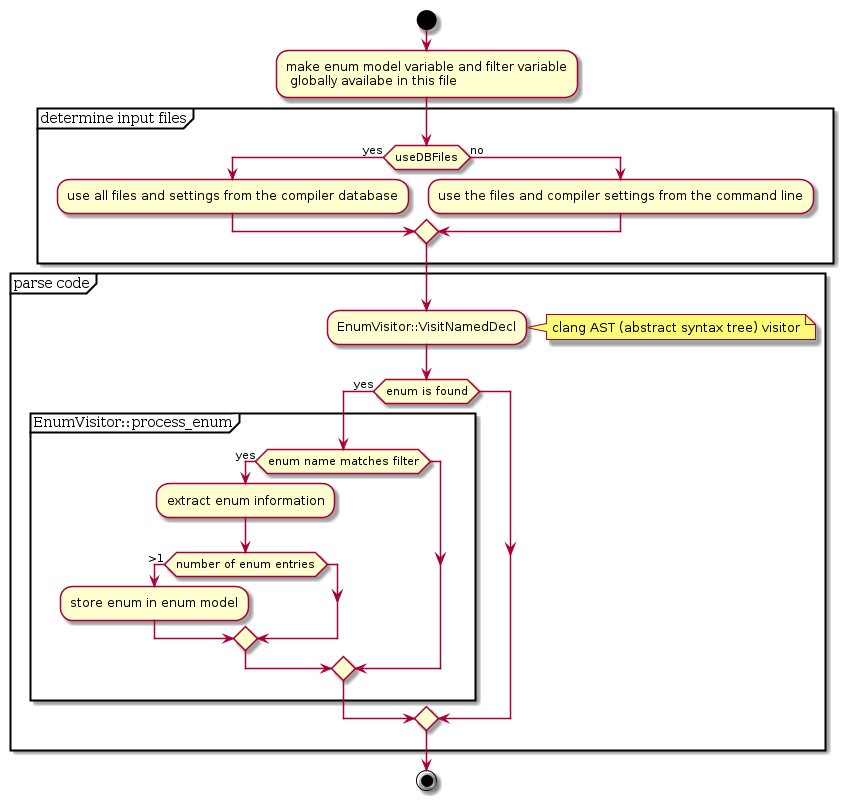 make enum model variable and filter variable
globally availabe in this file
determine input files
useDBFiles
yes
no
use all files and settings from the compiler database
use the files and compiler settings from the command line
parse code
EnumVisitor::VisitNamedDecl
clang AST (abstract syntax tree) visitor
yes
enum is found
EnumVisitor::process_enum
yes
enum name matches filter
extract enum information
>1
number of enum entries
store enum in enum model